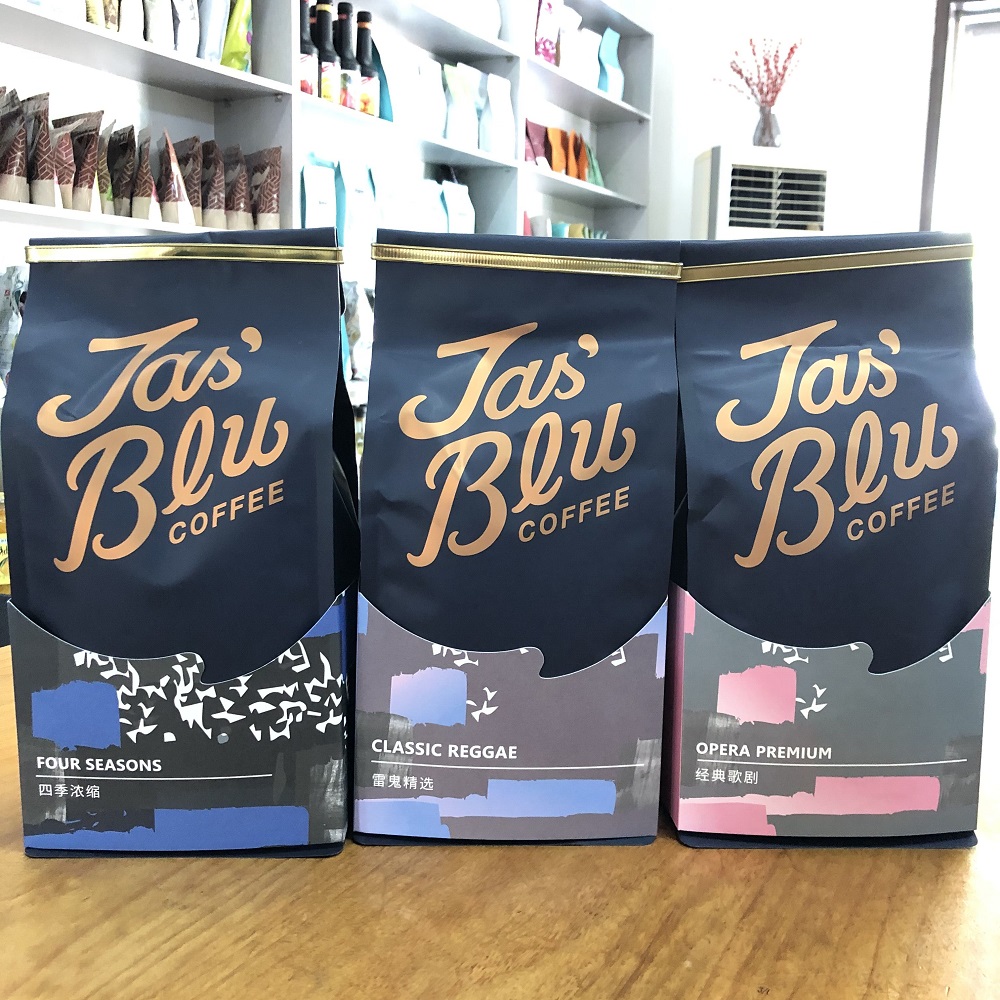 Jas'
Blu
COFFEE
FOUR SEASONS
四季浓缩
Jas'
Blu
COFFEE
CLASSIC REGGAE
雷鬼精选
Jas'
Blu
COFFEE
OPERA PREMIUM
经典歌剧